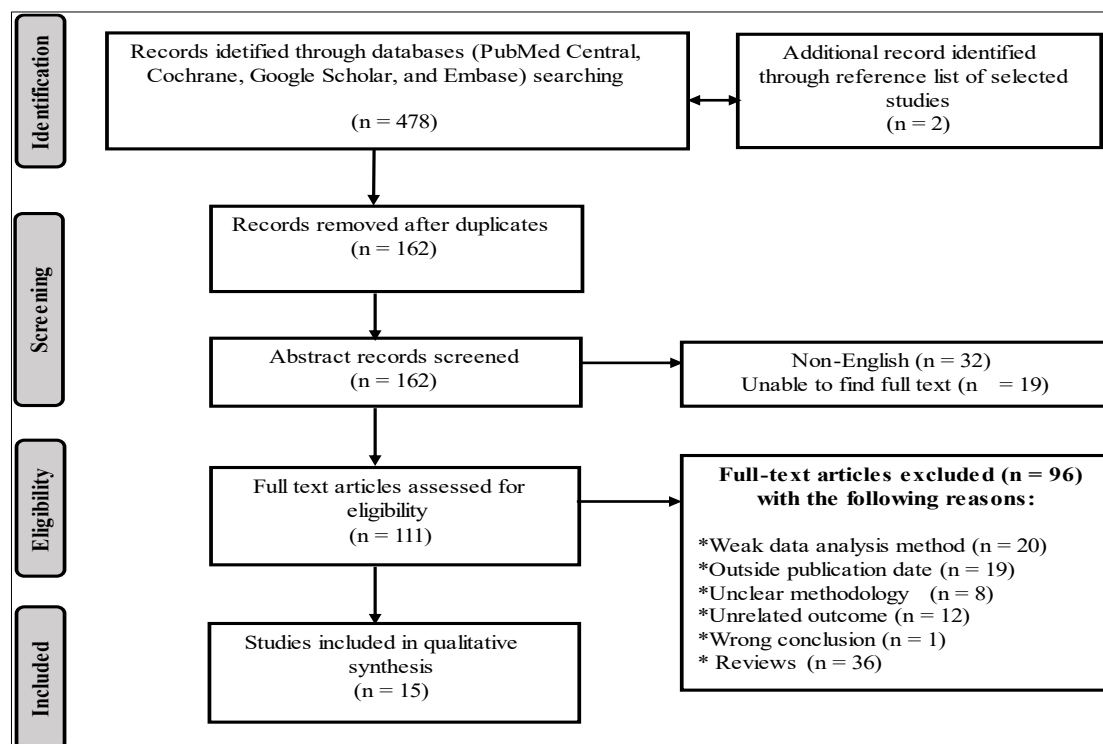 Identification
Records idetified through databases (PubMed Central,
Cochrane, Google Scholar, and Embase) searching
(n = 478)
Additional record identified
through reference list of selected
studies
(n = 2)
Screening
Records removed after duplicates
(n = 162)
Abstract records screened
(n = 162)
Non-English (n = 32)
Unable to find full text (n = 19)
Eligibility
Full text articles assessed for
eligibility
(n = 111)
Full-text articles excluded (n = 96)
with the following reasons:
*Weak data analysis method (n = 20)
*Outside publication date (n = 19)
*Unclear methodology (n = 8)
*Unrelated outcome (n = 12)
*Wrong conclusion (n = 1)
* Reviews (n = 36)
Included
Studies included in qualitative
synthesis
(n = 15)